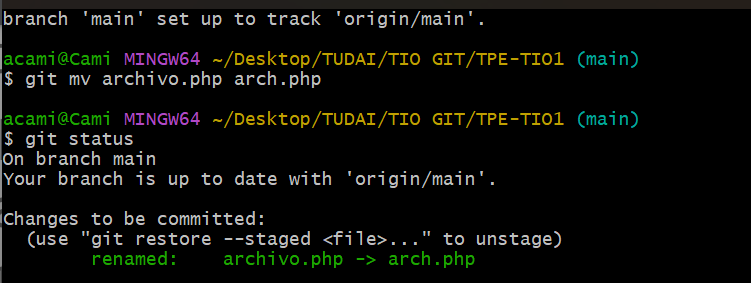 branch 'main' set up to track 'origin/main'.
acami@Cami MINGW64 ~/Desktop/TUDAI/TIO GIT/TPE-TIO1 (main)
$ git mv archivo.php arch.php
acami@Cami MINGW64 ~/Desktop/TUDAI/TIO GIT/TPE-TIO1 (main)
$ git status
On branch main
Your branch is up to date with 'origin/main'.
Changes to be committed:
  (use "git restore --staged <file>..." to unstage)
        renamed:    archivo.php -> arch.php